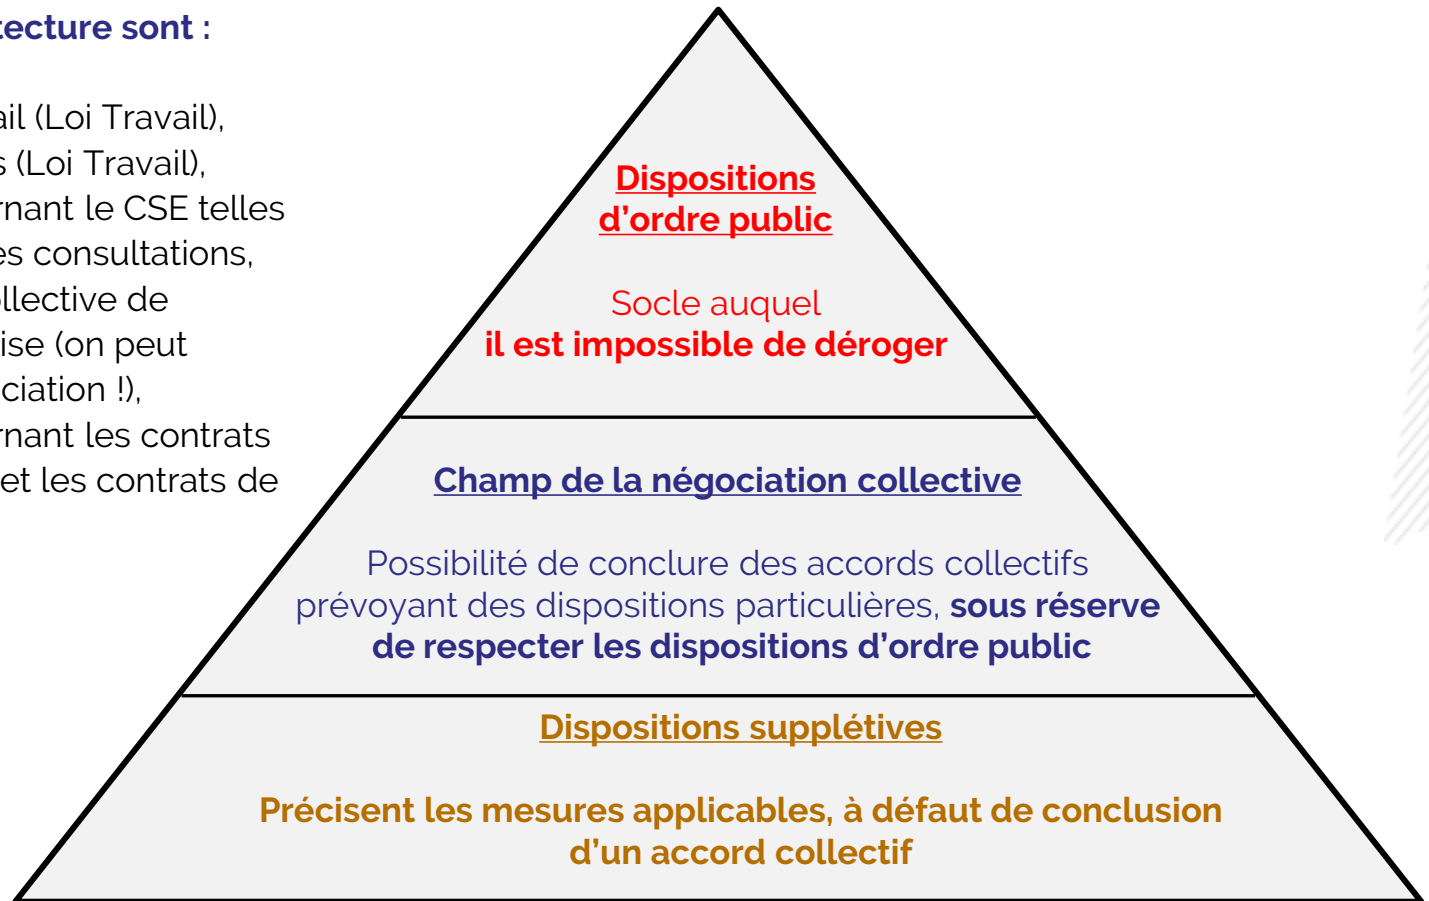 tecture sont :
ail (Loi Travail),
s (Loi Travail),
rnant le CSE telles
es consultations,
ollective de
ise (on peut
ciation !),
rnant les contrats
et les contrats de
Dispositions
d’ordre public
Socle auquel
il est impossible de déroger
Champ de la négociation collective
Possibilité de conclure des accords collectifs
prévoyant des dispositions particulières, sous réserve
de respecter les dispositions d’ordre public
Dispositions supplétives
Précisent les mesures applicables, à défaut de conclusion
d’un accord collectif